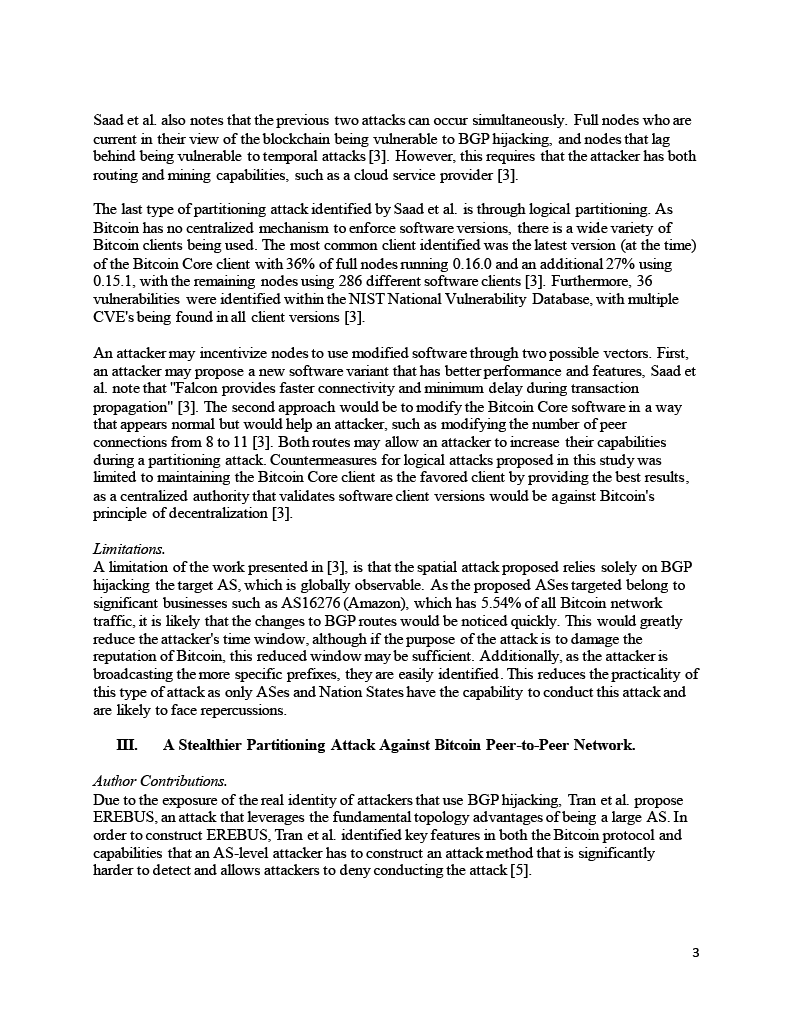 Saad et al. also notes that the previous two attacks can occur simultaneously. Full nodes who are
current in their view of the blockchain being vulnerable to BGP hijacking, and nodes that lag
behind being vulnerable to temporal attacks [3]. However, this requires that the attacker has both
routing and mining capabilities, such as a cloud service provider [3].
The last type of partitioning attack identified by Saad et al. is through logical partitioning. As
Bitcoin has no centralized mechanism to enforce software versions, there is a wide variety of
Bitcoin clients being used. The most common client identified was the latest version (at the time)
of the Bitcoin Core client with 36% of full nodes running 0.16.0 and an additional 27% using
0.15.1, with the remaining nodes using 286 different software clients [3]. Furthermore, 36
vulnerabilities were identified within the NIST National Vulnerability Database, with multiple
CVE's being found in all client versions [3].
An attacker may incentivize nodes to use modified software through two possible vectors. First,
an attacker may propose a new software variant that has better performance and features, Saad et
al. note that "Falcon provides faster connectivity and minimum delay during transaction
propagation" [3]. The second approach would be to modify the Bitcoin Core software in a way
that appears normal but would help an attacker, such as modifying the number of peer
connections from 8 to 11 [3]. Both routes may allow an attacker to increase their capabilities
during a partitioning attack. Countermeasures for logical attacks proposed in this study was
limited to maintaining the Bitcoin Core client as the favored client by providing the best results,
as a centralized authority that validates software client versions would be against Bitcoin's
principle of decentralization [3].
Limitations.
A limitation of the work presented in [3], is that the spatial attack proposed relies solely on BGP
hijacking the target AS, which is globally observable. As the proposed ASes targeted belong to
significant businesses such as AS16276 (Amazon), which has 5.54% of all Bitcoin network
traffic, it is likely that the changes to BGP routes would be noticed quickly. This would greatly
reduce the attacker's time window, although if the purpose of the attack is to damage the
reputation of Bitcoin, this reduced window may be sufficient. Additionally, as the attacker is
broadcasting the more specific prefixes, they are easily identified. This reduces the practicality of
this type of attack as only ASes and Nation States have the capability to conduct this attack and
are likely to face repercussions.
III. A Stealthier Partitioning Attack Against Bitcoin Peer-to-Peer Network.
Author Contributions.
Due to the exposure of the real identity of attackers that use BGP hijacking, Tran et al. propose
EREBUS, an attack that leverages the fundamental topology advantages of being a large AS. In
order to construct EREBUS, Tran et al. identified key features in both the Bitcoin protocol and
capabilities that an AS-level attacker has to construct an attack method that is significantly
harder to detect and allows attackers to deny conducting the attack [5].
3